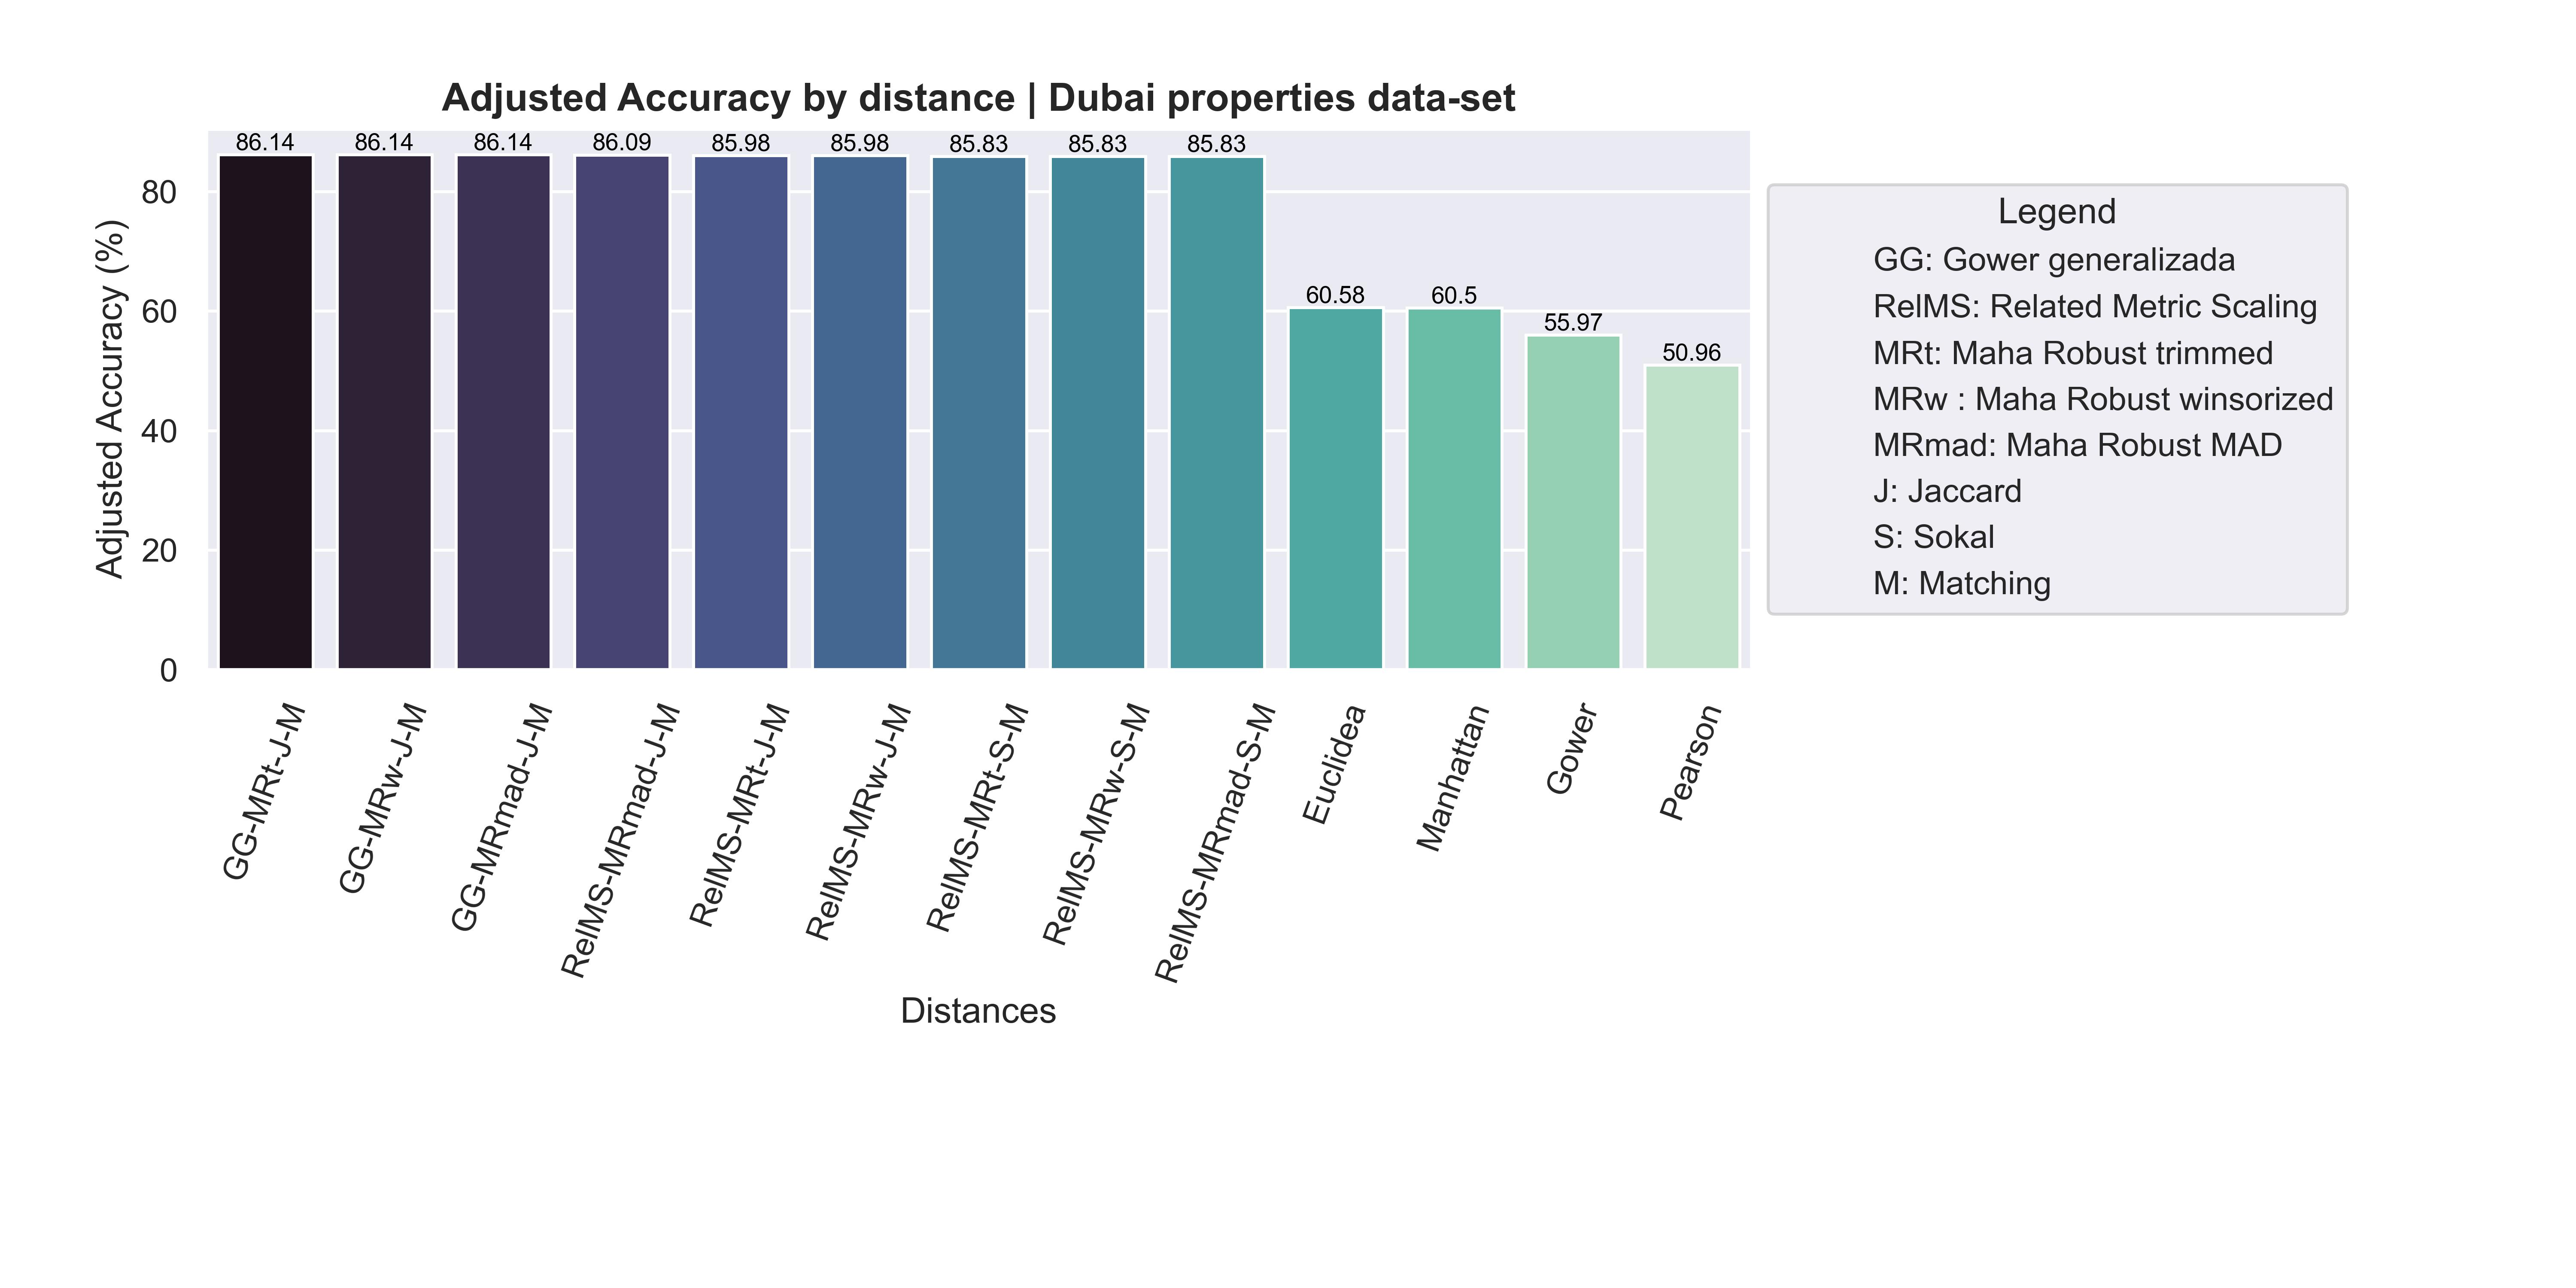 Adjusted Accuracy by distance | Dubai properties data-set
86.14 86.14 86.14 86.09 85.98 85.98 85.83 85.83 85.83 60.58 60.5 55.97 50.96
Adjusted Accuracy (%)
80
60
40
20
0
GG-MRt-J-M
GG-MRw-J-M
GG-MRmad-J-M
RelMS-MRmad-J-M
RelMS-MRt-J-M
RelMS-MRw-J-M
RelMS-MRt-S-M
RelMS-MRw-S-M
RelMS-MRmad-S-M
Euclidea
Manhattan
Gower
Pearson
Distances
Legend
GG: Gower generalizada
RelMS: Related Metric Scaling
MRt: Maha Robust trimmed
MRw : Maha Robust winsorized
MRmad: Maha Robust MAD
J: Jaccard
S: Sokal
M: Matching